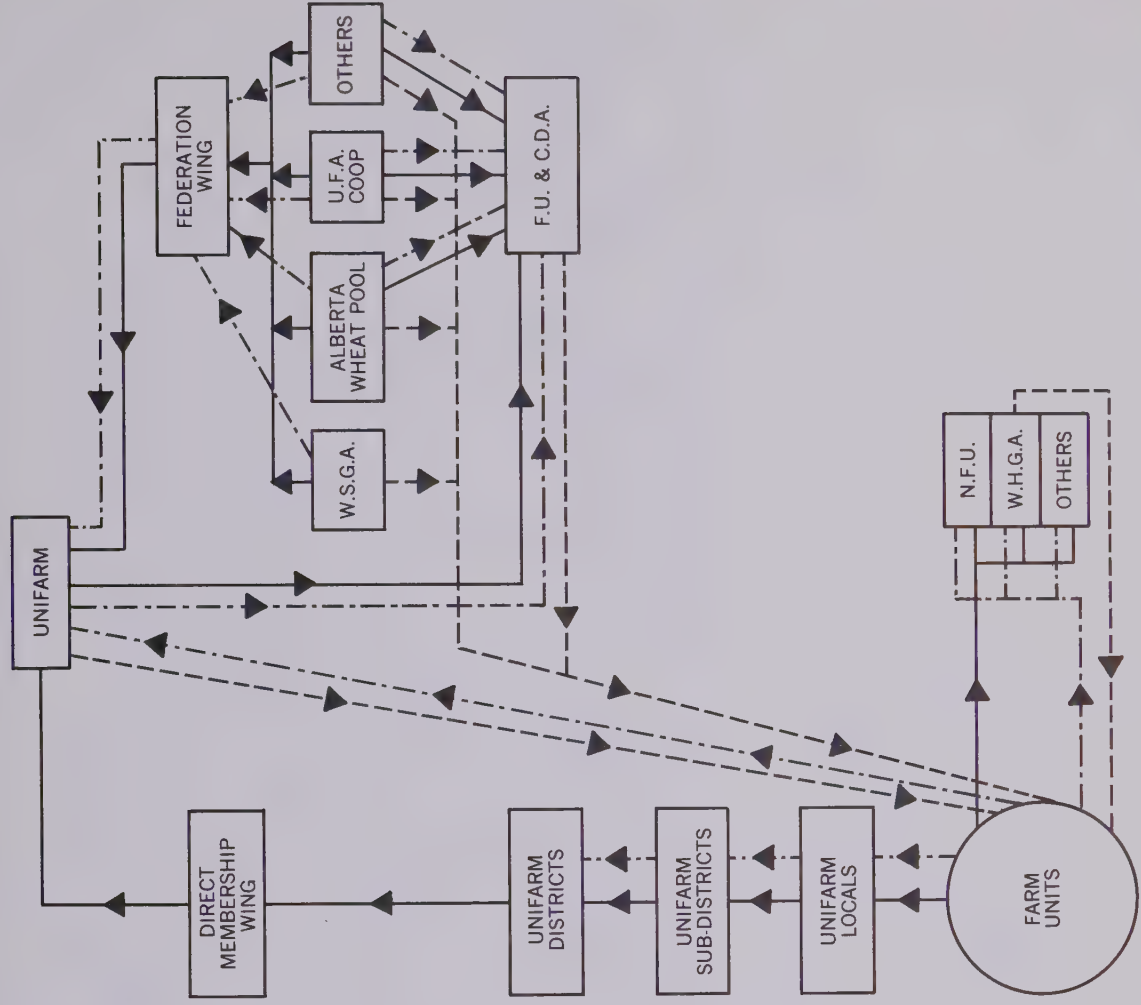 UNIFARM
FEDERATION
WING
DIRECT
MEMBERSHIP
WING
W.S.G.A.
ALBERTA
WHEAT POOL
U.F.A.
COOP
OTHERS
UNIFARM
DISTRICTS
F.U. & C.D.A.
UNIFARM
SUB-DISTRICTS
UNIFARM
LOCALS
FARM
UNITS
N.F.U.
W.H.G.A.
OTHERS